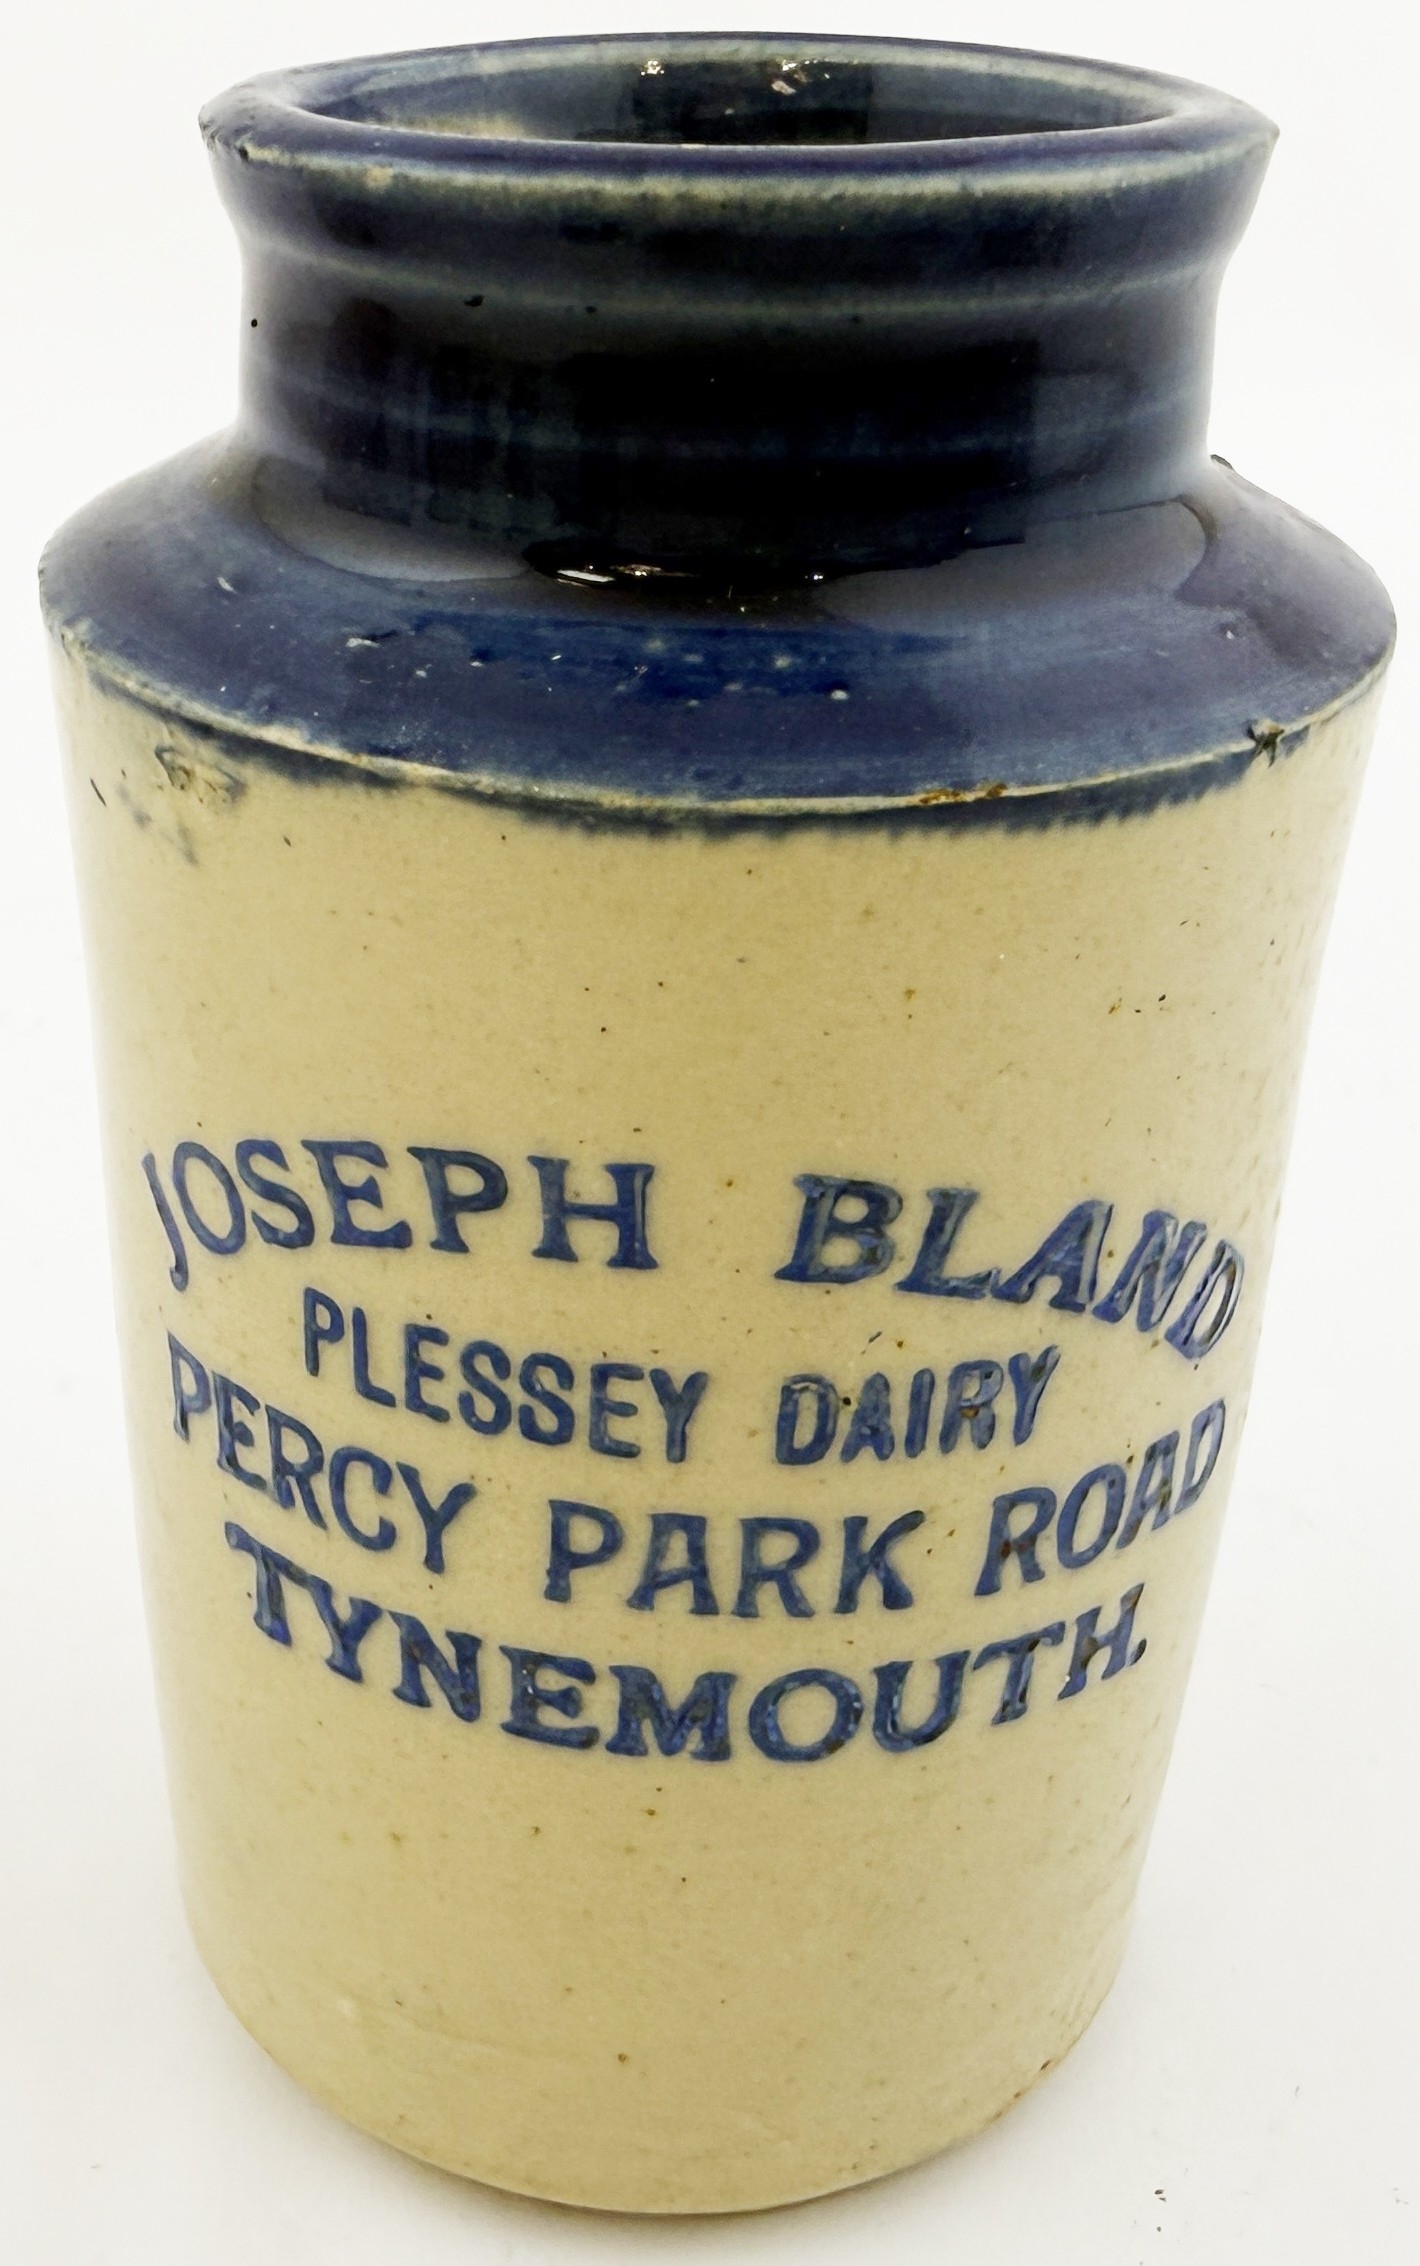 JOSEPH BLAND
PLESSEY DAIRY
PERCY PARK ROAD
TYNEMOUTH.